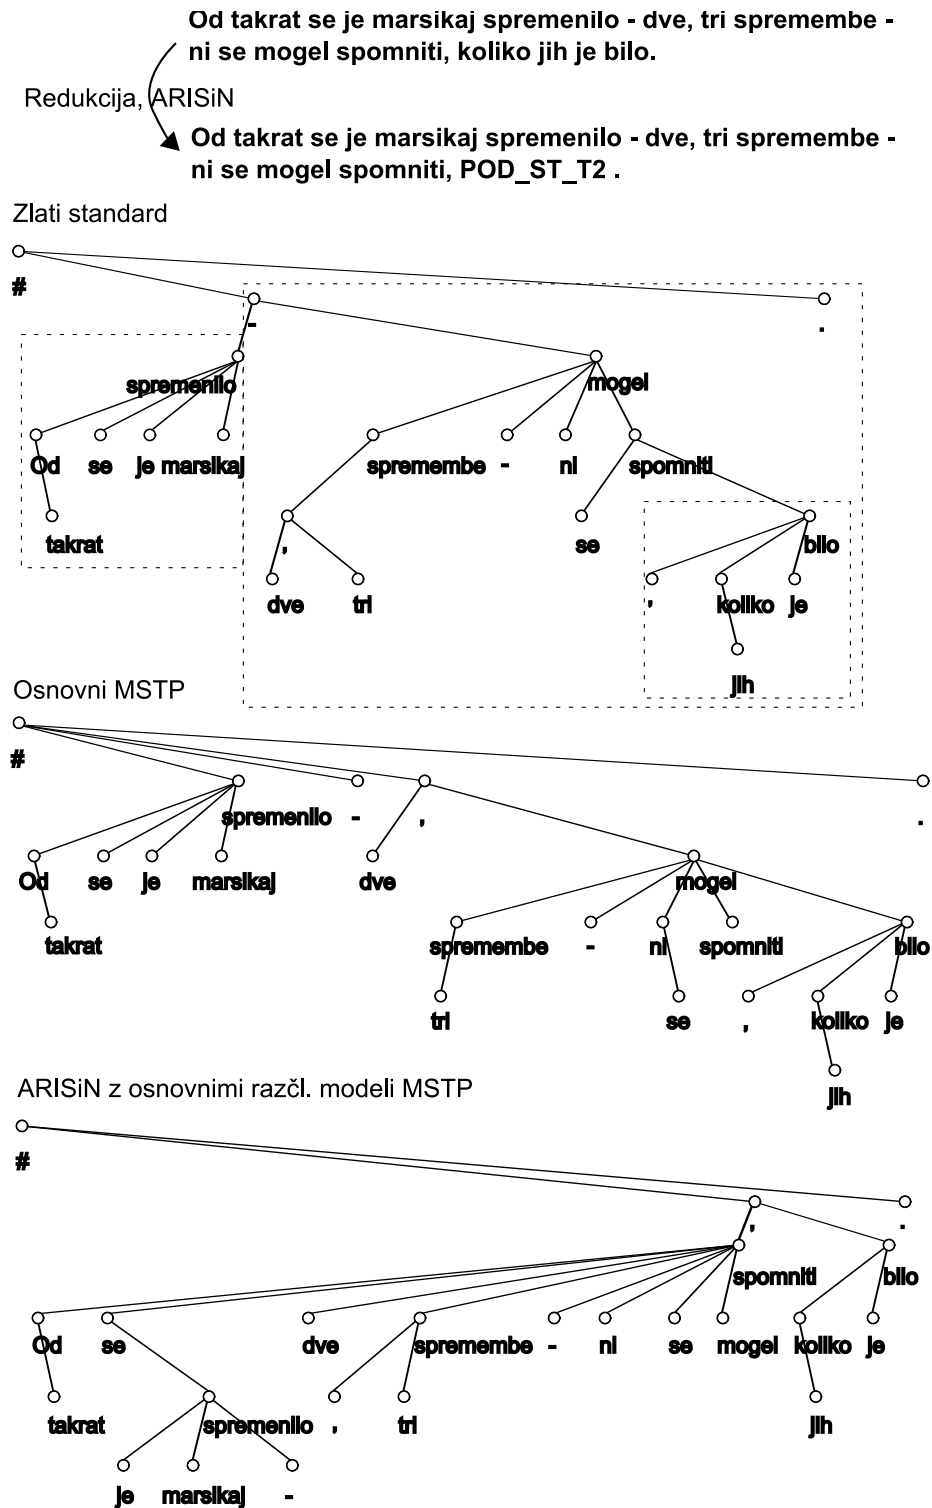 Od takrat se je marsikaj spremenilo - dve, tri spremembe -
ni se mogel spomniti, koliko jih je bilo.
Redukcija, ARISiN
Od takrat se je marsikaj spremenilo - dve, tri spremembe -
ni se mogel spomniti, POD_ST_T2 .
Zlati standard
#
- .
spremenilo mogel
Od se je marsikaj spremembe - ni spomniti
takrat , se bilo
dve tri , koliko je
jih
Osnovni MSTP
#
spremenilo - , .
Od se je marsikaj dve mogel
takrat spremembe - ni spomniti bilo
tri se , koliko je
jih
ARISiN z osnovnimi razčl. modeli MSTP
#
, .
spomniti bilo
Od se dve spremembe - ni se mogel koliko je
takrat spremenilo , tri jih
je marsikaj -